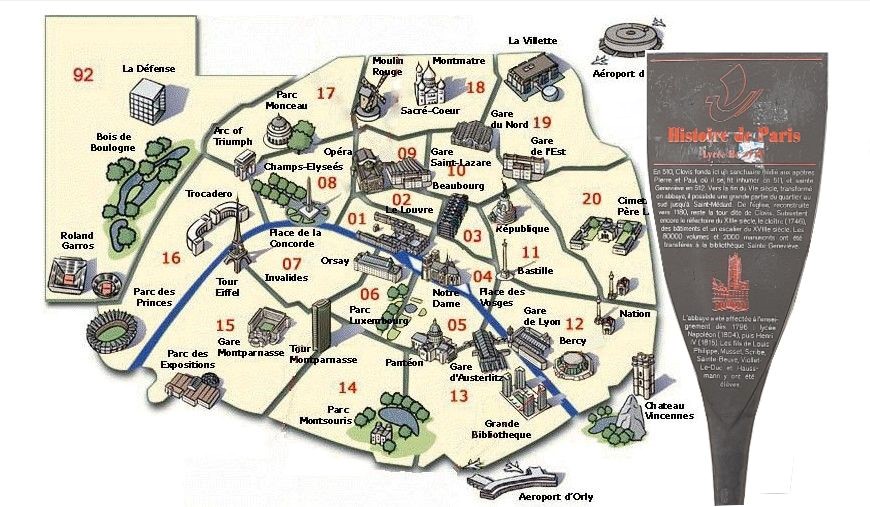 La Villette
Moulin
Rouge
Montmatre
92
La Défense
Aéroport d
18
17
Parc
Monceau
Sacré-Coeur
Gare
du Nord
19
Bois de
Boulogne
Arc of
Triumph
Opéra
09
Gare
Saint-Lazare
Gare
de l'Est
Champs-Elyseés
08
10
Beaubourg
Trocadero
02
20
Cimet
Père L
01
Le Louvre
République
Place de la
Concorde
03
11
Roland
Garros
16
Orsay
07
Invalides
04
Bastille
Tour
Eiffel
Notre
Dame
Place des
Vosges
Parc des
Princes
06
Parc
Luxembourg
Gare
de Lyon
Nation
15
Gare
Montparnasse
05
12
Bercy
Tour
Montparnasse
Parc des
Expositions
Pantéon
Gare
d'Austerlitz
14
13
Chateau
Vincennes
Parc
Montsouris
Grande
Bibliotheque
Aeroport d'Orly
Histoire de Paris
Lycée
En 510, Clovis fonda ici un sanctuaire dédié aux apôtres
Pierre et Paul, où il se fit inhumer en 511, et sainte
Geneviève en 512. Vers la fin du VIe siècle, transformé
en abbaye, il possède une grande partie du quartier au
sud jusqu'à Saint-Médard. De l'église, reconstruite
vers 1180, reste la tour dite de Clovis. Subsistent
encore le réfectoire du XIIIe siècle, le cloître (1746),
des bâtiments et un escalier du XVIIIe siècle. Les
80000 volumes et 2000 manuscrits ont été
transférés à la bibliothèque Sainte Geneviève.
L'abbaye a été affectée à l'ensei-
gnement dès 1796 : lycée
Napoléon (1804), puis Henri
IV (1815). Les fils de Louis
Philippe, Musset, Scribe,
Sainte Beuve, Viollet-
Le-Duc et Hauss-
mann y ont été
élèves.